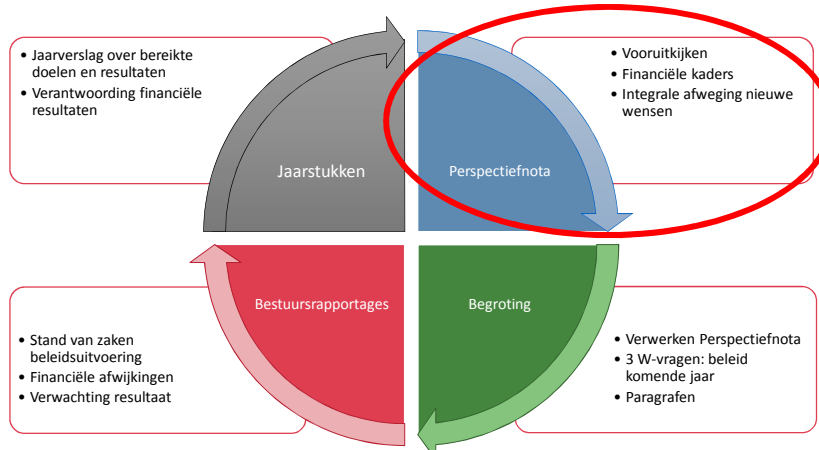 • Jaarverslag over bereikte
doelen en resultaten
• Verantwoording financiële
resultaten
Jaarstukken
Perspectiefnota
• Vooruitkijken
• Financiële kaders
• Integrale afweging nieuwe
wensen
• Stand van zaken
beleidsuitvoering
• Financiële afwijkingen
• Verwachting resultaat
Bestuursrapportages
Begroting
• Verwerken Perspectiefnota
• 3 W-vragen: beleid
komende jaar
• Paragrafen